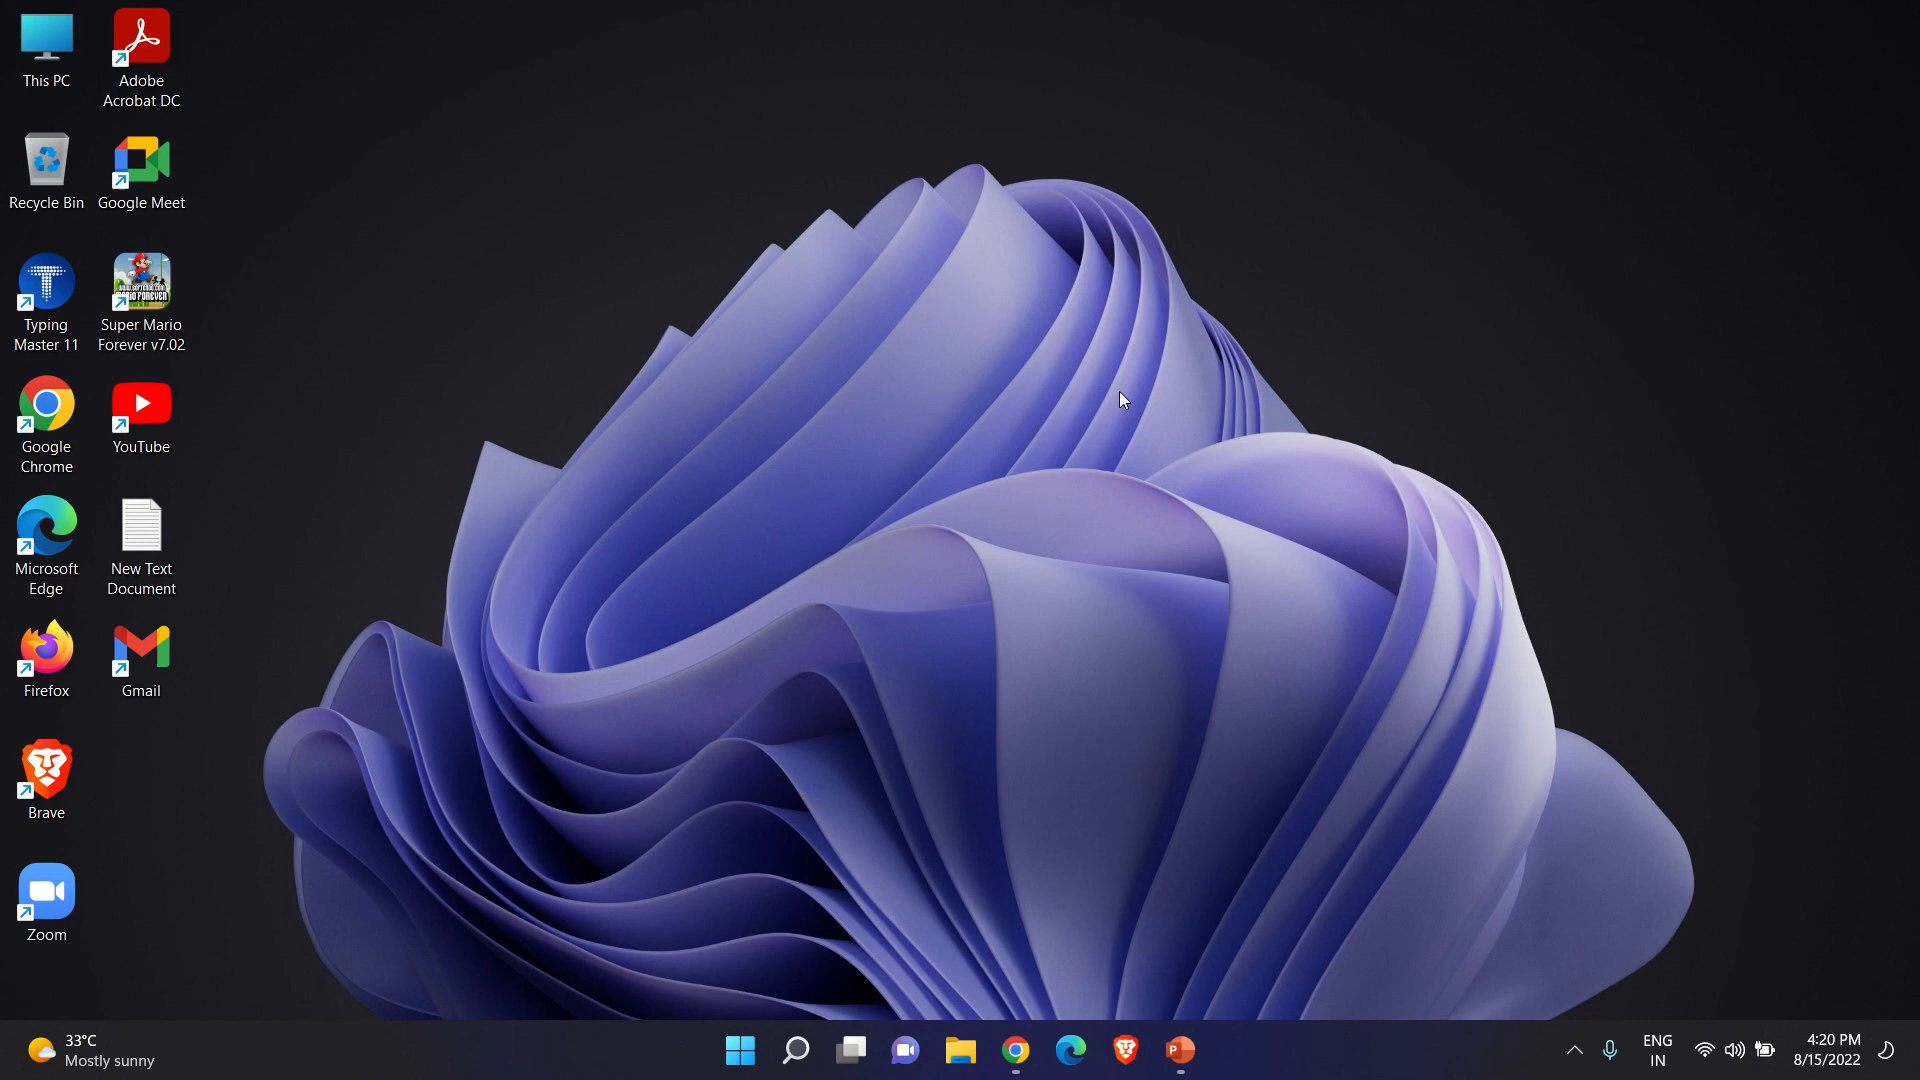 This PC
Adobe
Acrobat DC
Recycle Bin
Google Meet
Typing
Master 11
Super Mario
Forever v7.02
Google
Chrome
YouTube
Microsoft
Edge
New Text
Document
Firefox
Gmail
Brave
Zoom
33°C
Mostly sunny
ENG
IN
4:20 PM
8/15/2022